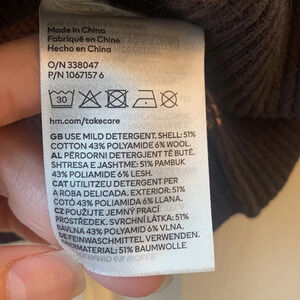 Made in China
Fabriqué en Chine
Hecho en China
O/N 338047
P/N 1067157 6
30
hm.com/takecare
GB USE MILD DETERGENT. SHELL: 51%
COTTON 43% POLYAMIDE 6% WOOL.
AL PËRDORNI DETERGJENT TË BUTË.
SHTRESA E JASHTME: 51% PAMBUK
43% POLIAMIDE 6% LESH.
CAT UTILITZEU DETERGENT PER
A ROBA DELICADA. EXTERIOR: 51%
COTÓ 43% POLIAMIDA 6% LLANA.
CZ POUŽIJTE JEMNÝ PRACÍ
PROSTŘEDEK. SVRCHNÍ LÁTKA: 51%
BAVLNA 43% POLYAMID 6% VLNA.
DE FEINWASCHMITTEL VERWENDEN.
OBERMATERIAL: 51% BAUMWOLLE